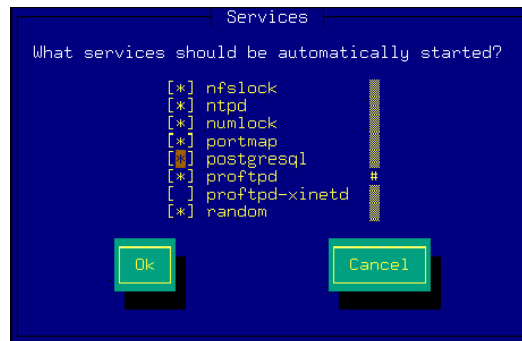 Services
What services should be automatically started?
[*] nfslock
[*] ntpd
[*] numlock
[*] portmap
[*] postgresql
[*] proftpd #
[ ] proftpd-xinetd
[*] random
Ok Cancel